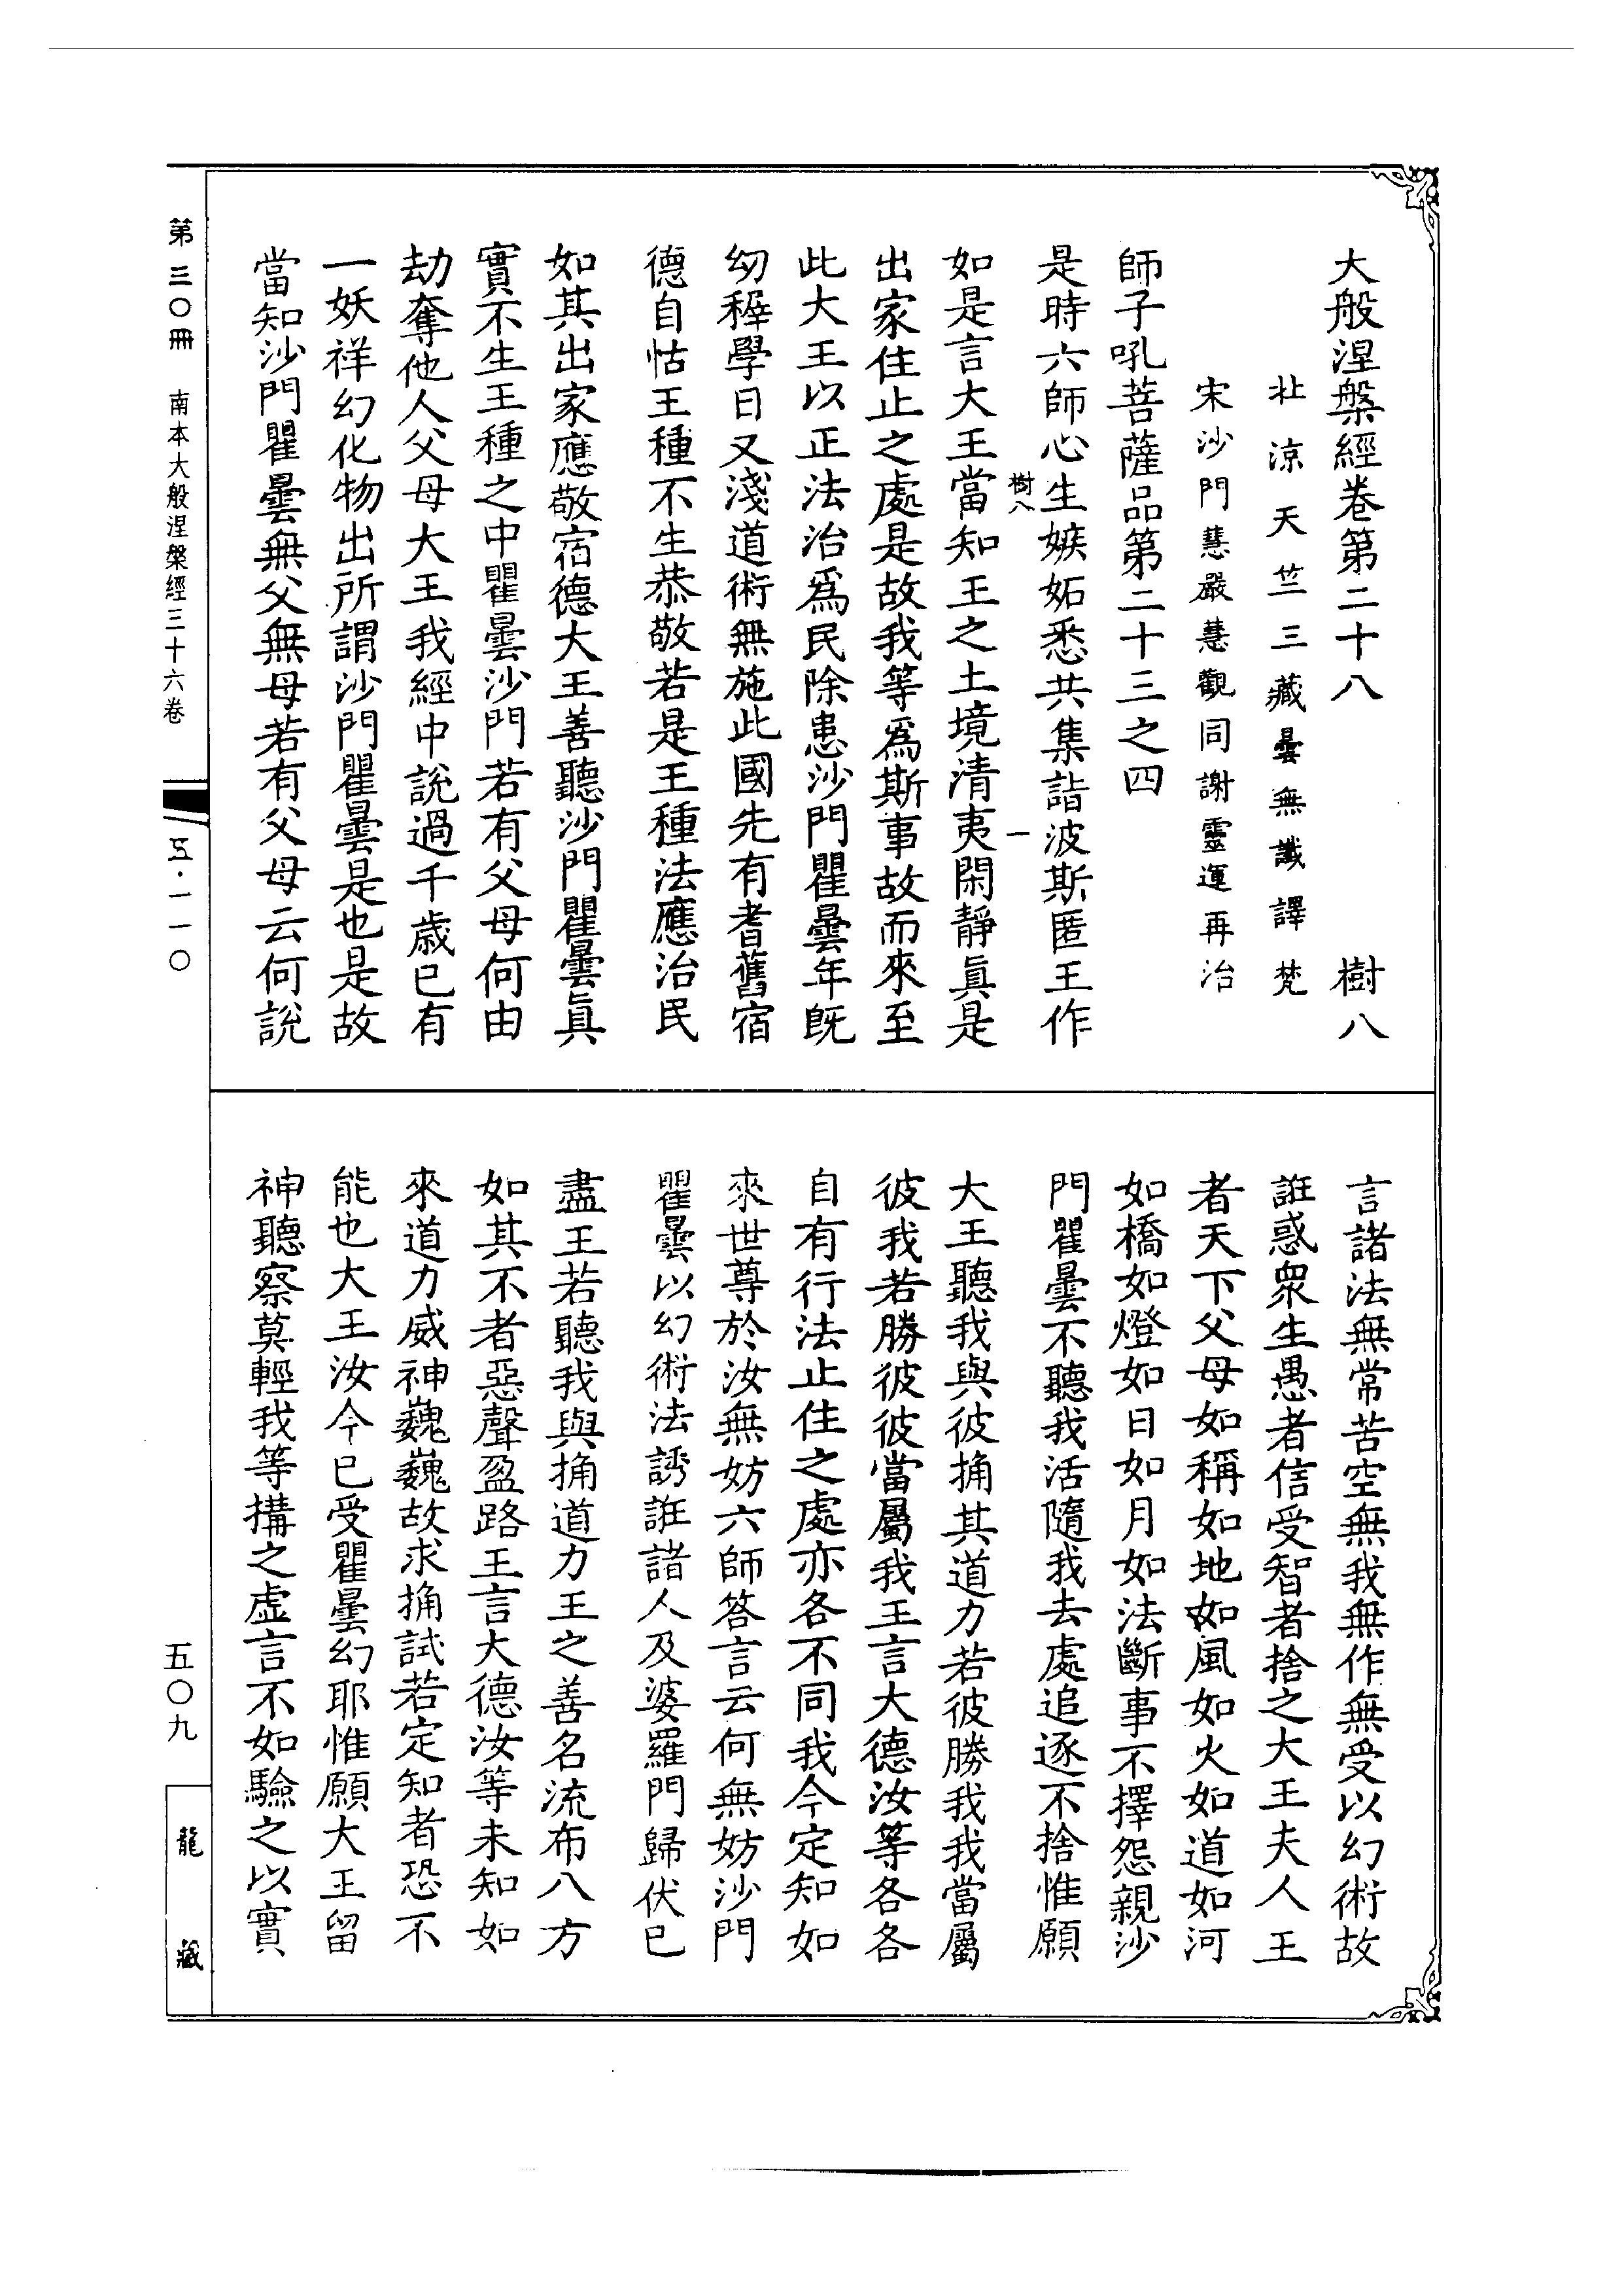 大般涅槃經卷第二十八　樹八
北涼天竺三藏曇無讖譯梵
宋沙門慧嚴慧觀同謝靈運再治
師子吼菩薩品第二十三之四
是時六師心生嫉妬悉共集詣波斯匿王作
樹八　一
如是言大王當知王之土境清夷閑靜眞是
出家住止之處是故我等爲斯事故而來至
此大王以正法治爲民除患沙門瞿曇年旣
幼稺學日又淺道術無施此國先有耆舊宿
德自怙王種不生恭敬若是王種法應治民
如其出家應敬宿德大王善聽沙門瞿曇眞
實不生王種之中瞿曇沙門若有父母何由
劫奪他人父母大王我經中說過千歲已有
一妖祥幻化物出所謂沙門瞿曇是也是故
當知沙門瞿曇無父無母若有父母云何說
言諸法無常苦空無我無作無受以幻術故
誑惑衆生愚者信受智者捨之大王夫人王
者天下父母如稱如地如風如火如道如河
如橋如燈如日如月如法斷事不擇怨親沙
門瞿曇不聽我活隨我去處追逐不捨惟願
大王聽我與彼捔其道力若彼勝我我當屬
彼我若勝彼彼當屬我王言大德汝等各各
自有行法止住之處亦各不同我今定知如
來世尊於汝無妨六師答言云何無妨沙門
瞿曇以幻術法誘誑諸人及婆羅門歸伏已
盡王若聽我與捔道力王之善名流布八方
如其不者惡聲盈路王言大德汝等未知如
來道力威神巍巍故求捔試若定知者恐不
能也大王汝今已受瞿曇幻耶惟願大王留
神聽察莫輕我等搆之虛言不如驗之以實
第三〇冊　南本大般涅槃經三十六卷　五·一一〇
五〇九
龍藏